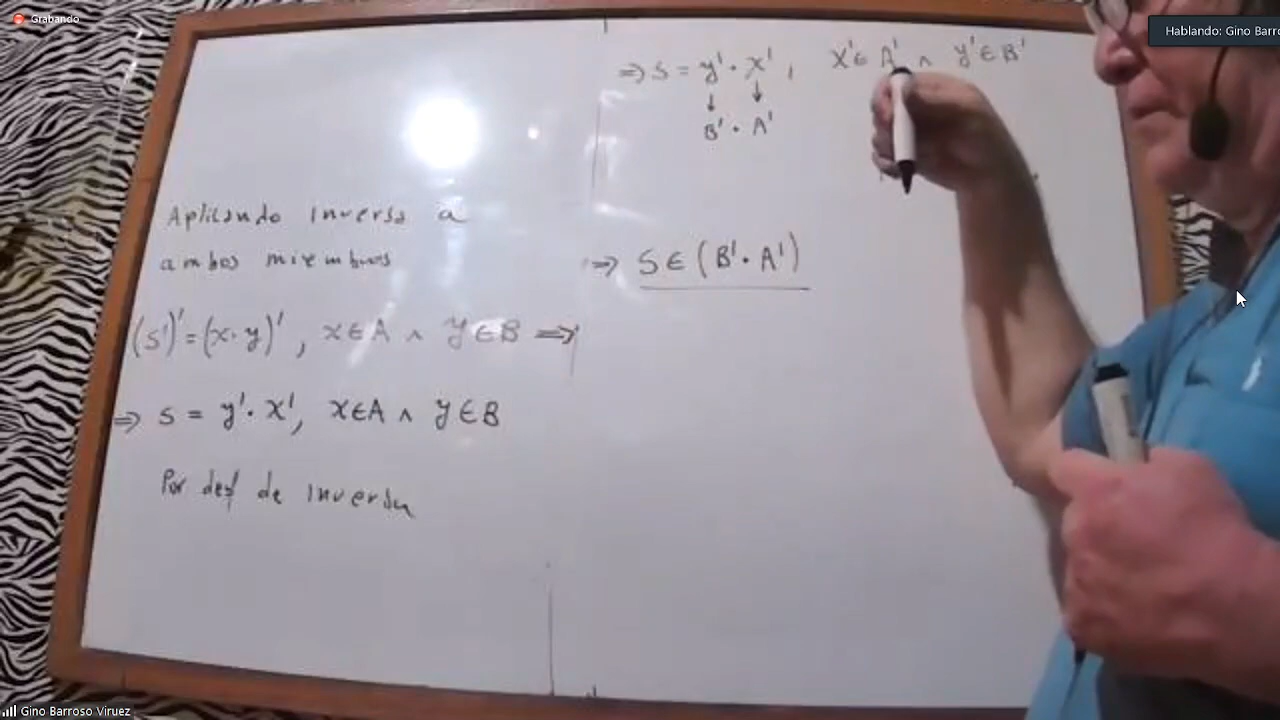 Grabando
Hablando: Gino Barro
Aplicando inversa a
ambos miembros
(s')' = (x · y)' , x ∈ A ∧ y ∈ B ⇒
⇒ s = y' · x' , x ∈ A ∧ y ∈ B
Por def de inversa
⇒ s = y' · x' , x' ∈ A' ∧ y' ∈ B'
↓ ↓
B' · A'
⇒ s ∈ (B' · A')
Gino Barroso Viruez